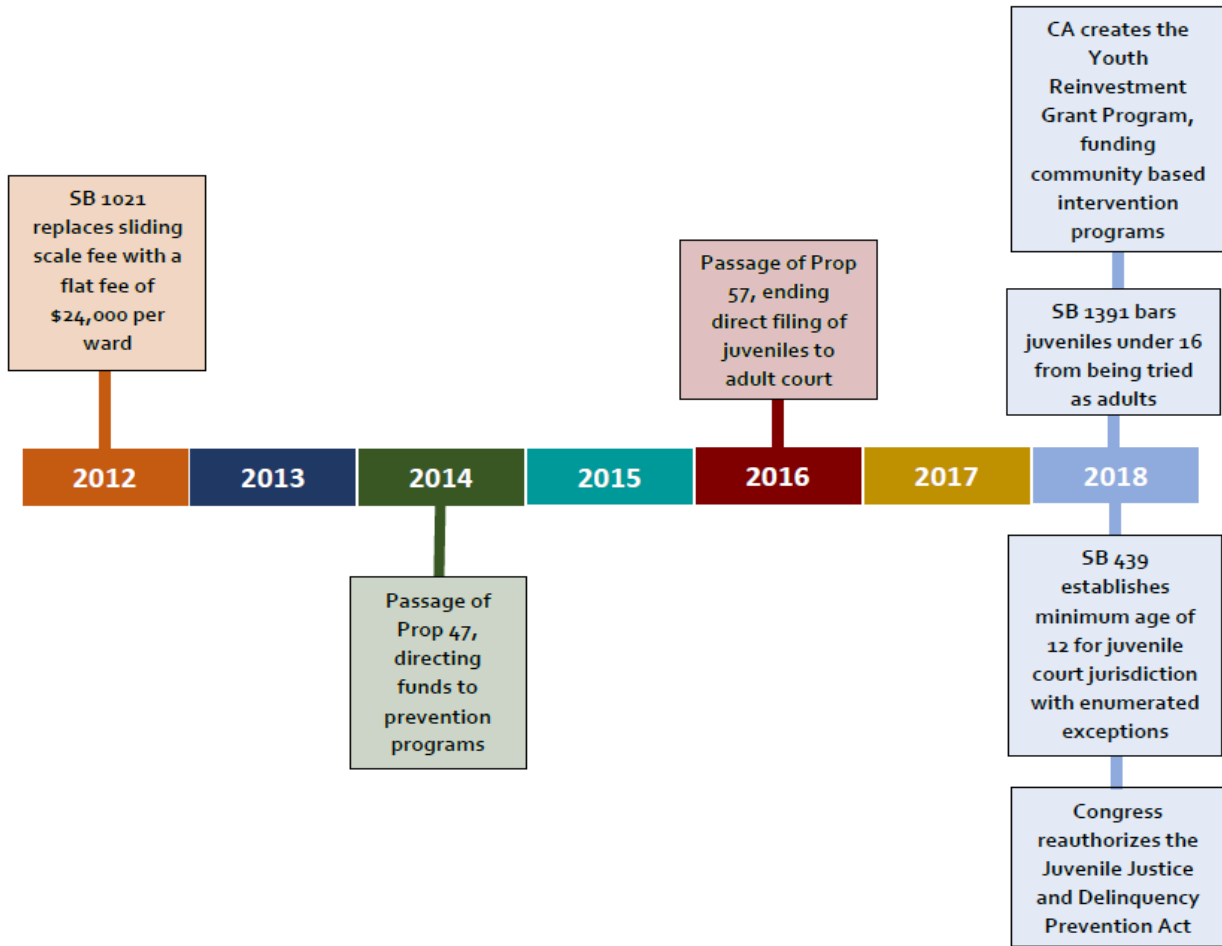 CA creates the
Youth
Reinvestment
Grant Program,
funding
community based
intervention
programs
SB 1021
replaces sliding
scale fee with a
flat fee of
$24,000 per
ward
Passage of Prop
57, ending
direct filing of
juveniles to
adult court
SB 1391 bars
juveniles under 16
from being tried
as adults
2012
2013
2014
2015
2016
2017
2018
Passage of
Prop 47,
directing
funds to
prevention
programs
SB 439
establishes
minimum age of
12 for juvenile
court jurisdiction
with enumerated
exceptions
Congress
reauthorizes the
Juvenile Justice
and Delinquency
Prevention Act